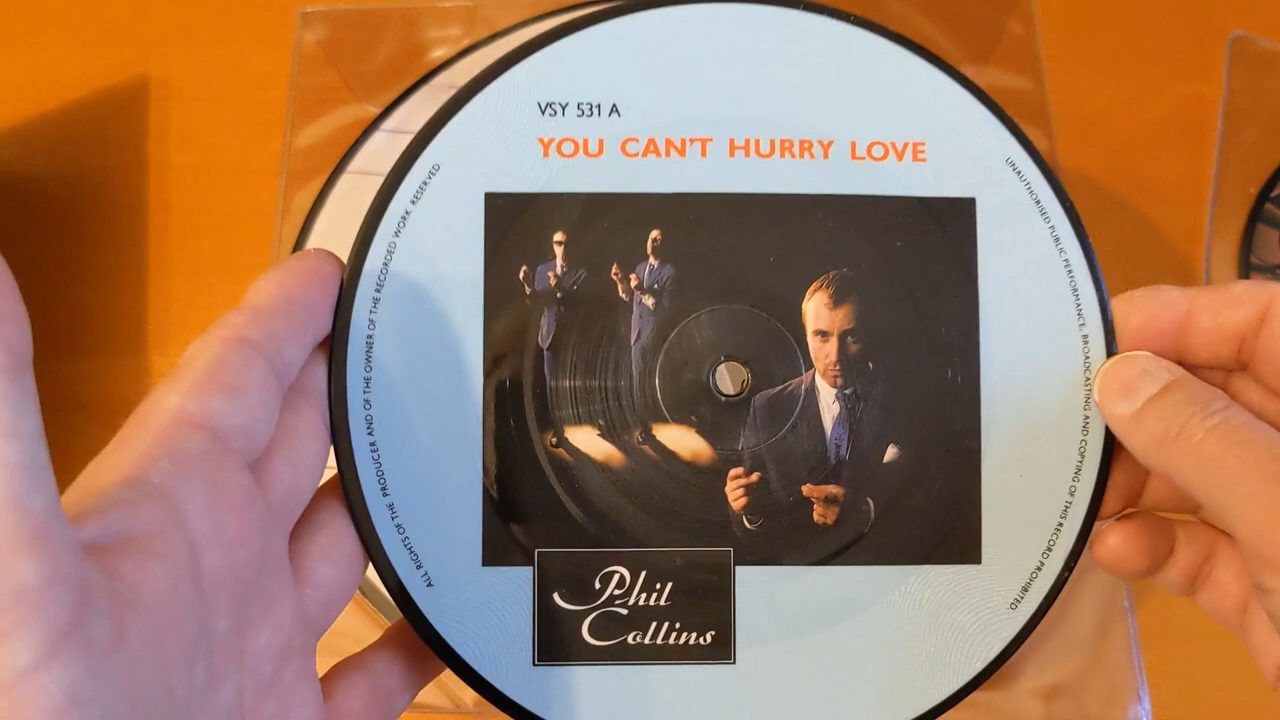 VSY 531 A
YOU CAN'T HURRY LOVE
ALL RIGHTS OF THE PRODUCER AND OF THE OWNER OF THE RECORDED WORK RESERVED.
UNAUTHORISED PUBLIC PERFORMANCE, BROADCASTING AND COPYING OF THIS RECORD PROHIBITED.
Phil
Collins